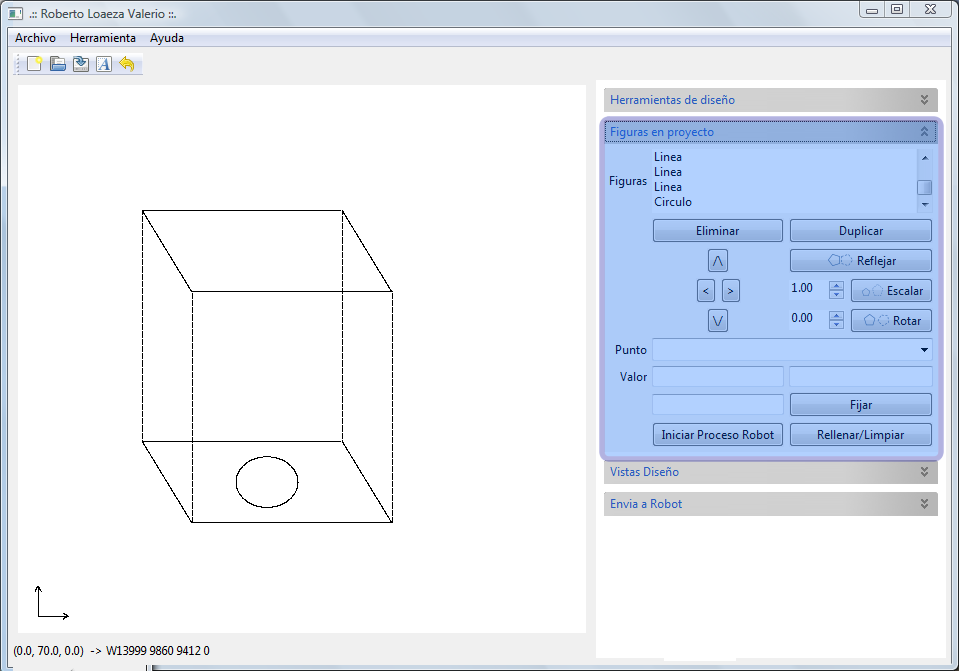 .:: Roberto Loaeza Valerio ::.
Archivo Herramienta Ayuda
A
Herramientas de diseño
Figuras en proyecto
Linea
Linea
Figuras
Linea
Circulo
Eliminar Duplicar
Λ Reflejar
< > 1.00 Escalar
V 0.00 Rotar
Punto
Valor
Fijar
Iniciar Proceso Robot Rellenar/Limpiar
Vistas Diseño
Envia a Robot
(0.0, 70.0, 0.0) -> W13999 9860 9412 0